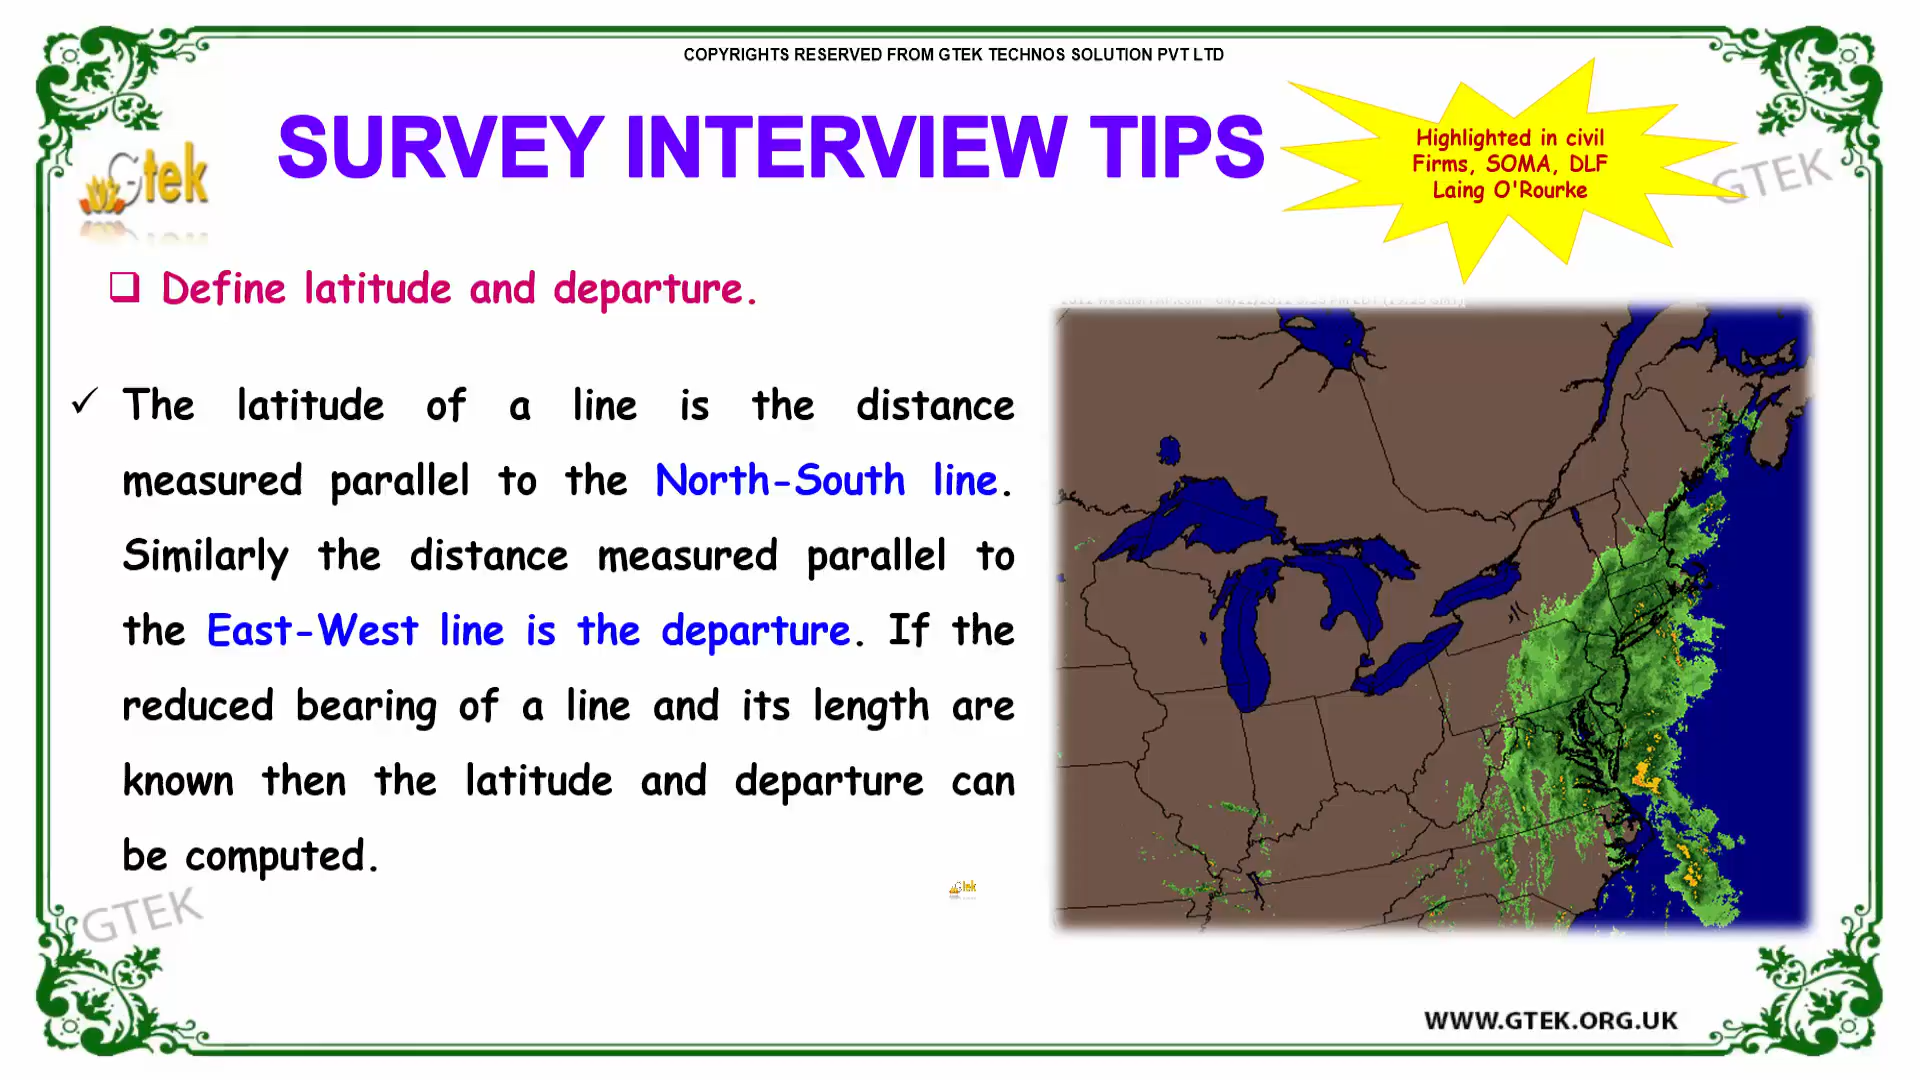 COPYRIGHTS RESERVED FROM GTEK TECHNOS SOLUTION PVT LTD
SURVEY INTERVIEW TIPS
Highlighted in civil
Firms, SOMA, DLF
Laing O'Rourke
Gtek
GTEK
Define latitude and departure.
The latitude of a line is the distance
measured parallel to the North-South line.
Similarly the distance measured parallel to
the East-West line is the departure. If the
reduced bearing of a line and its length are
known then the latitude and departure can
be computed.
Gtek
GTEK
WWW.GTEK.ORG.UK